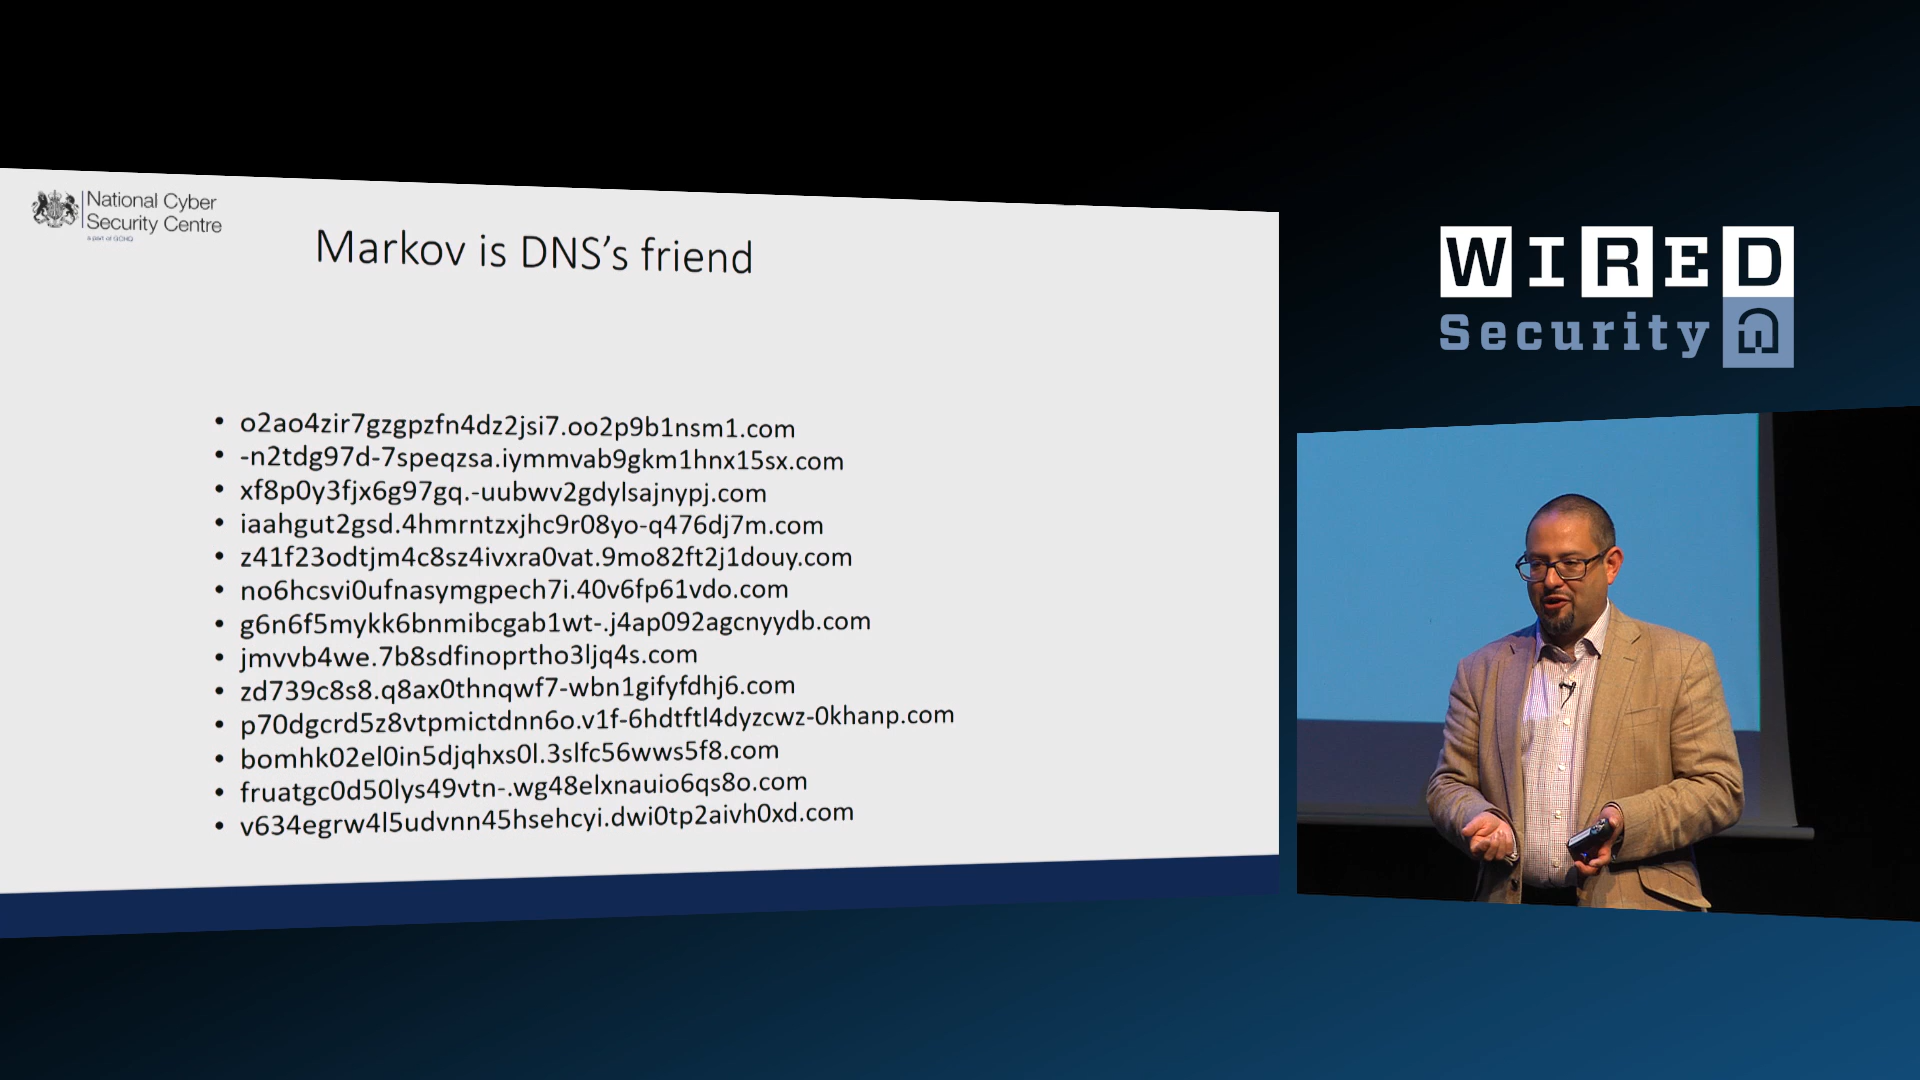 National Cyber
Security Centre
a part of GCHQ
Markov is DNS's friend
• o2ao4zir7gzgpzfn4dz2jsi7.oo2p9b1nsm1.com
• -n2tdg97d-7speqzsa.iymmvab9gkm1hnx15sx.com
• xf8p0y3fjx6g97gq.-uubwv2gdylsajnypj.com
• iaahgut2gsd.4hmrntzxjhc9r08yo-q476dj7m.com
• z41f23odtjm4c8sz4ivxra0vat.9mo82ft2j1douy.com
• no6hcsvi0ufnasymgpech7i.40v6fp61vdo.com
• g6n6f5mykk6bnmibcgab1wt-.j4ap092agcnyydb.com
• jmvvb4we.7b8sdfinoprtho3ljq4s.com
• zd739c8s8.q8ax0thnqwf7-wbn1gifyfdhj6.com
• p70dgcrd5z8vtpmictdnn6o.v1f-6hdtftl4dyzcwz-0khanp.com
• bomhk02el0in5djqhxs0l.3slfc56wws5f8.com
• fruatgc0d50lys49vtn-.wg48elxnauio6qs8o.com
• v634egrw4l5udvnn45hsehcyi.dwi0tp2aivh0xd.com
WIRED
Security